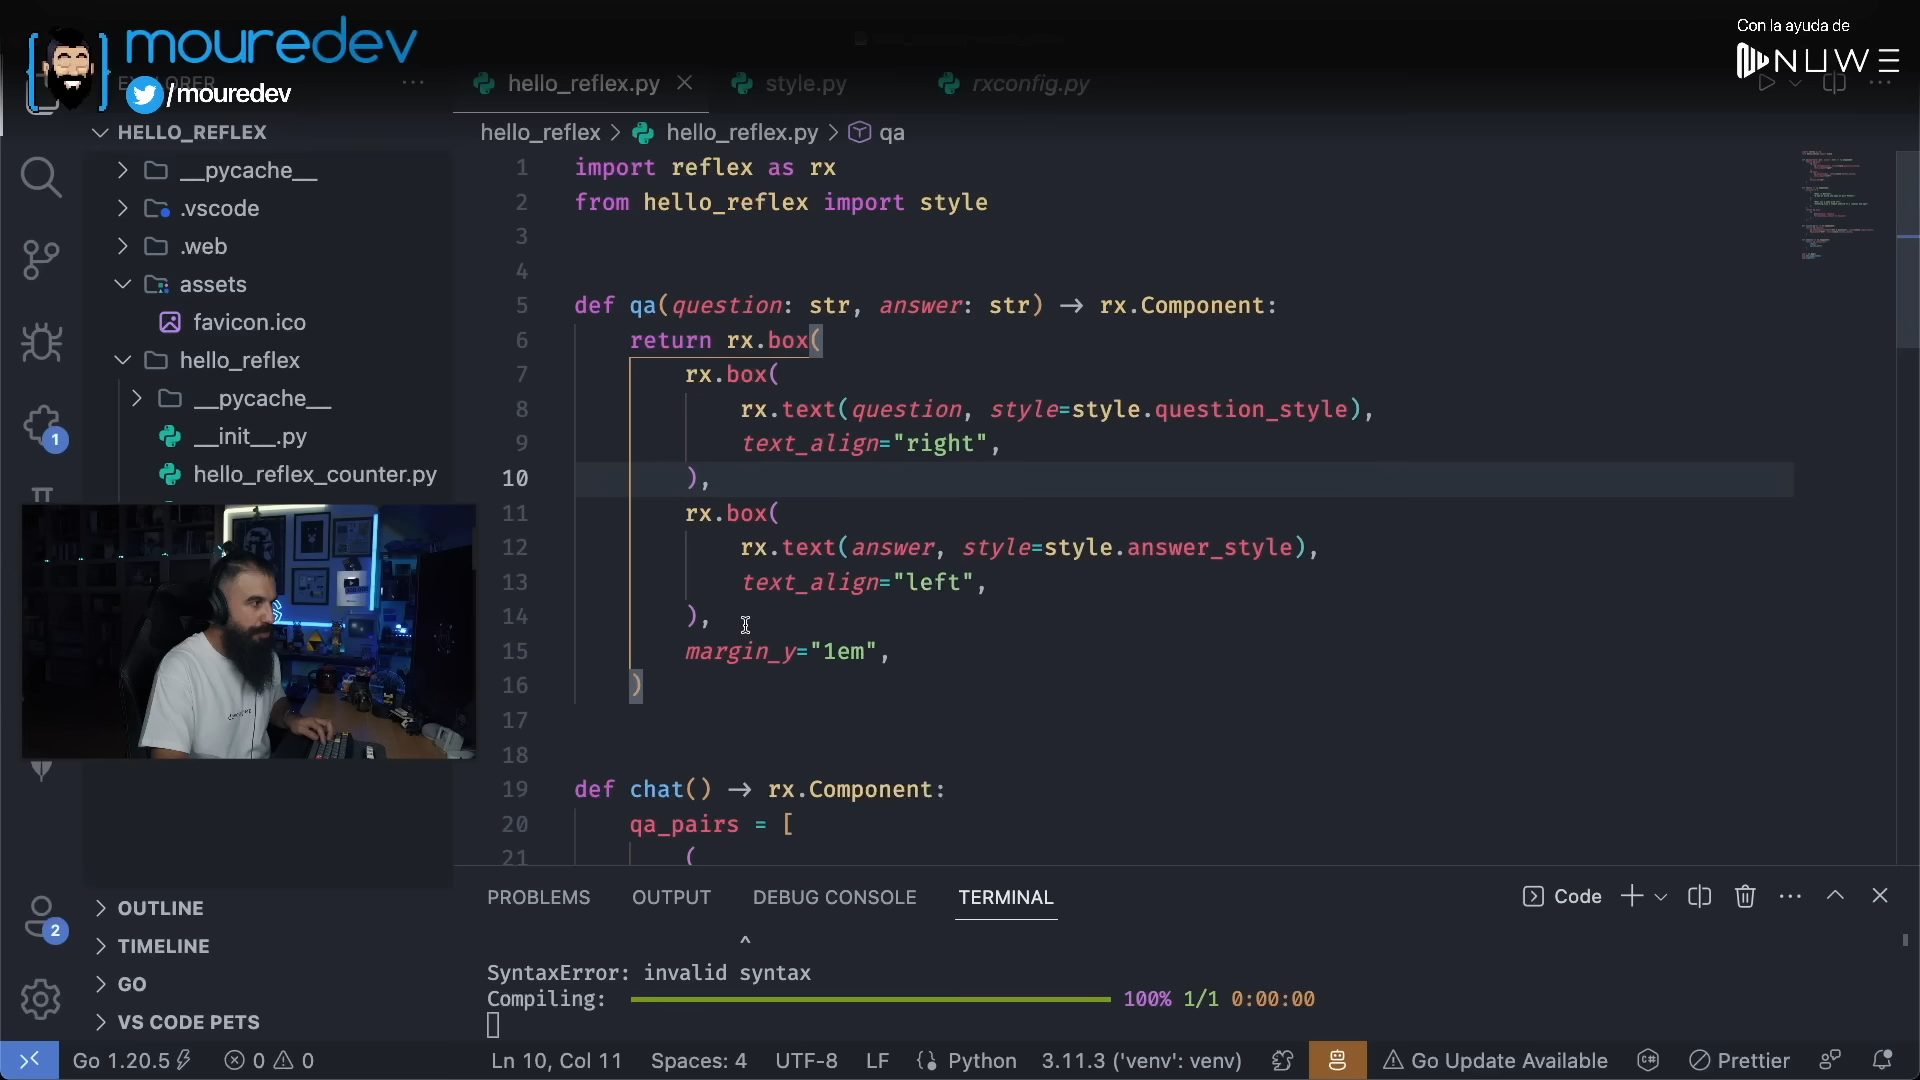 mouredev
/mouredev
Con la ayuda de
NUWE
hello_reflex.py
style.py
rxconfig.py
HELLO_REFLEX
__pycache__
.vscode
.web
assets
favicon.ico
hello_reflex
__pycache__
__init__.py
hello_reflex_counter.py
OUTLINE
TIMELINE
GO
VS CODE PETS
1
2
hello_reflex > hello_reflex.py > qa
1 import reflex as rx
2 from hello_reflex import style
3
4
5 def qa(question: str, answer: str) → rx.Component:
6 return rx.box(
7 rx.box(
8 rx.text(question, style=style.question_style),
9 text_align="right",
10 ),
11 rx.box(
12 rx.text(answer, style=style.answer_style),
13 text_align="left",
14 ),
15 margin_y="1em",
16 )
17
18
19 def chat() → rx.Component:
20 qa_pairs = [
21 (
PROBLEMS OUTPUT DEBUG CONSOLE TERMINAL
Code
^
SyntaxError: invalid syntax
Compiling: 100% 1/1 0:00:00
Go 1.20.5 0 0 Ln 10, Col 11 Spaces: 4 UTF-8 LF Python 3.11.3 ('venv': venv) Go Update Available Prettier